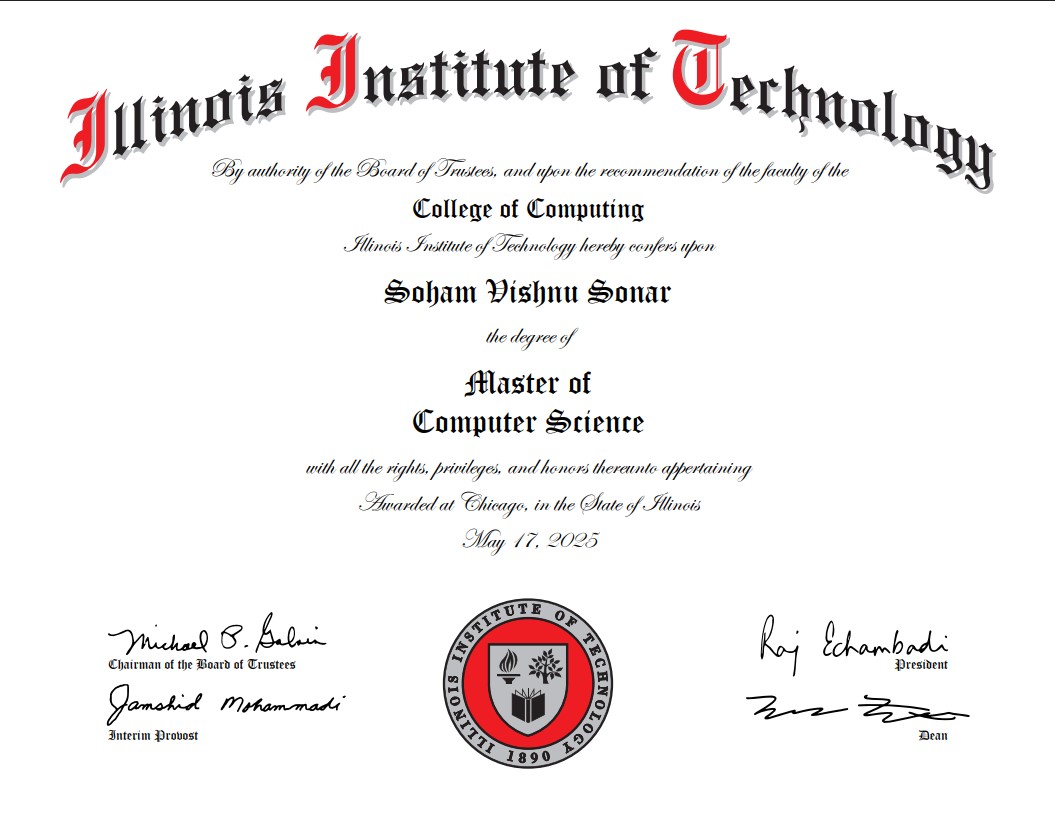 Illinois Institute of Technology
By authority of the Board of Trustees, and upon the recommendation of the faculty of the
College of Computing
Illinois Institute of Technology hereby confers upon
Soham Vishnu Sonar
the degree of
Master of
Computer Science
with all the rights, privileges, and honors thereunto appertaining
Awarded at Chicago, in the State of Illinois
May 17, 2025
Michael P. Galvin
Chairman of the Board of Trustees
Jamshid Mohammadi
Interim Provost
ILLINOIS INSTITUTE OF TECHNOLOGY
1890
Raj Echambadi
President
Dean